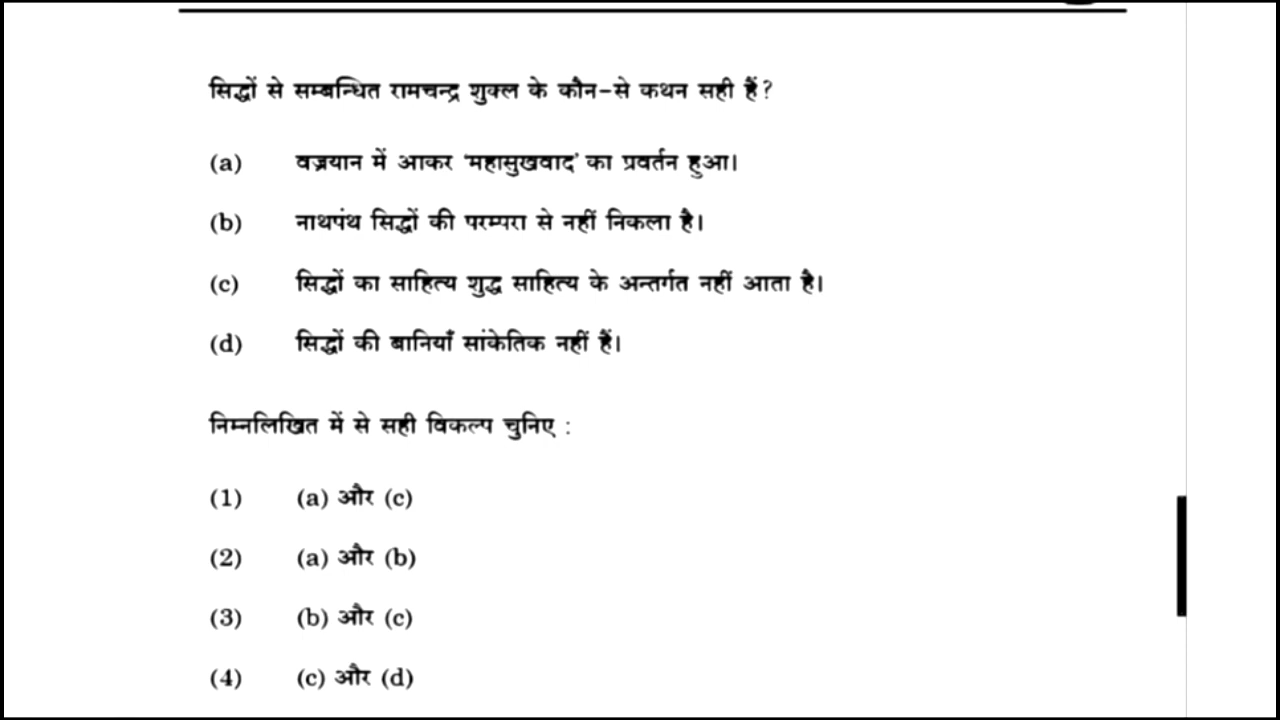 सिद्धों से सम्बन्धित रामचन्द्र शुक्ल के कौन-से कथन सही हैं?
(a) वज्रयान में आकर 'महासुखवाद' का प्रवर्तन हुआ।
(b) नाथपंथ सिद्धों की परम्परा से नहीं निकला है।
(c) सिद्धों का साहित्य शुद्ध साहित्य के अन्तर्गत नहीं आता है।
(d) सिद्धों की बानियाँ सांकेतिक नहीं हैं।
निम्नलिखित में से सही विकल्प चुनिए :
(1) (a) और (c)
(2) (a) और (b)
(3) (b) और (c)
(4) (c) और (d)